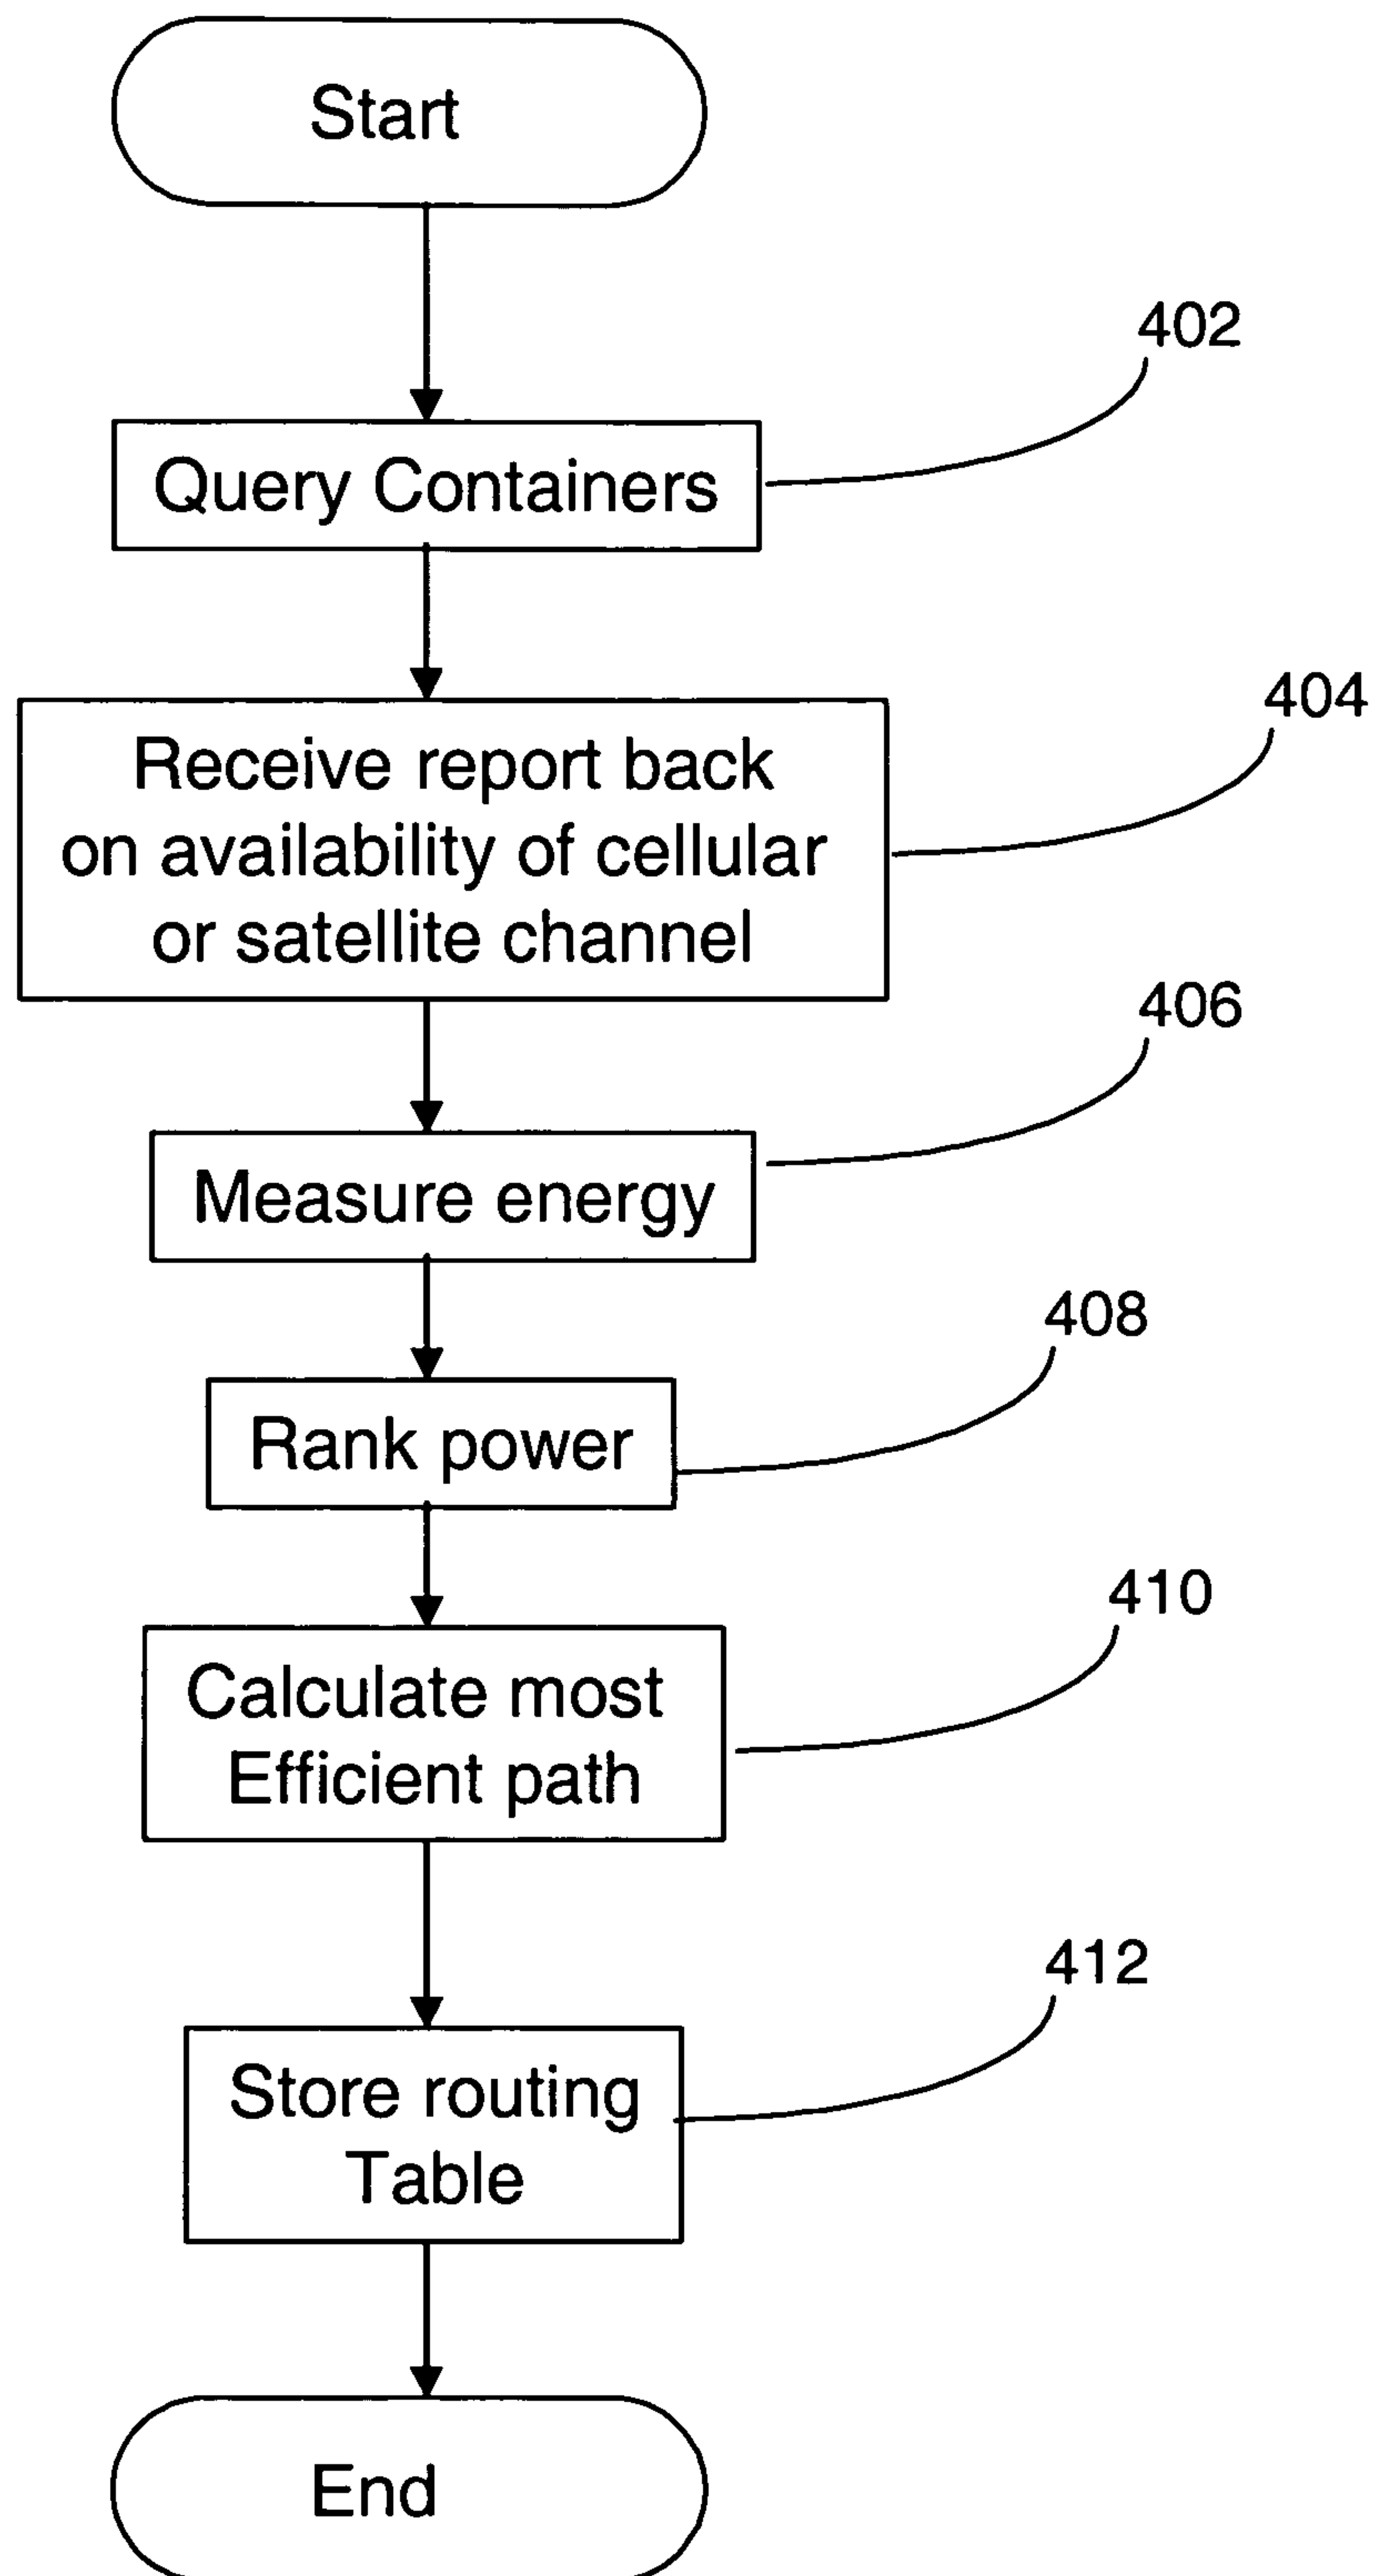 Start
402
Query Containers
404
Receive report back
on availability of cellular
or satellite channel
406
Measure energy
408
Rank power
410
Calculate most
Efficient path
412
Store routing
Table
End